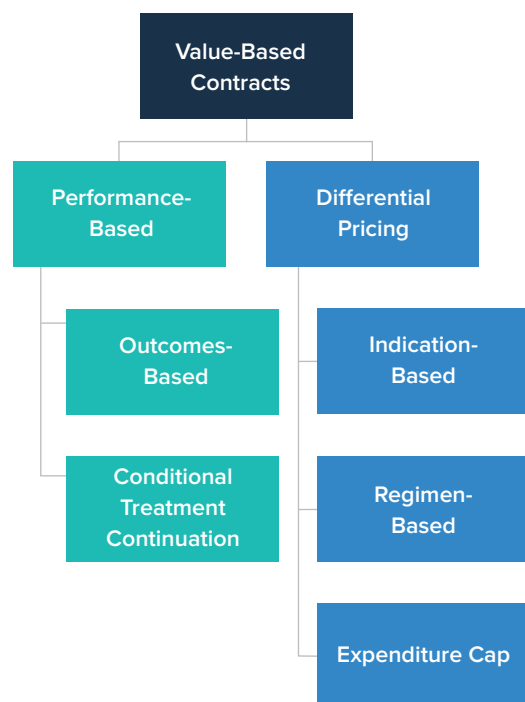 Value-Based
Contracts
Performance-
Based
Differential
Pricing
Outcomes-
Based
Conditional
Treatment
Continuation
Indication-
Based
Regimen-
Based
Expenditure Cap